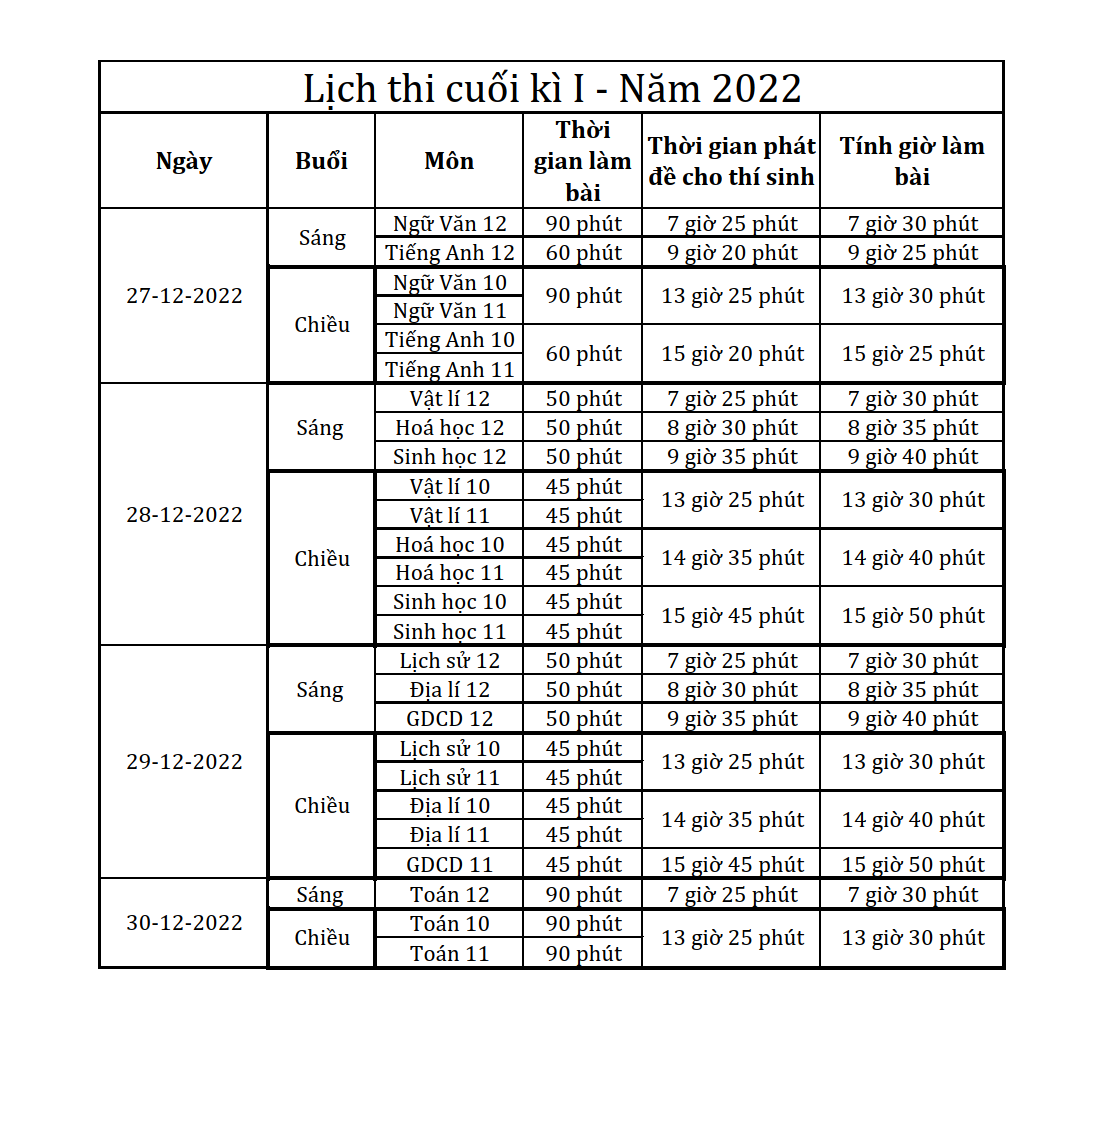 Lịch thi cuối kì I - Năm 2022
Ngày Buổi Môn Thời gian làm bài Thời gian phát đề cho thí sinh Tính giờ làm bài
27-12-2022 Sáng Ngữ Văn 12 90 phút 7 giờ 25 phút 7 giờ 30 phút
Tiếng Anh 12 60 phút 9 giờ 20 phút 9 giờ 25 phút
Chiều Ngữ Văn 10 90 phút 13 giờ 25 phút 13 giờ 30 phút
Ngữ Văn 11
Tiếng Anh 10 60 phút 15 giờ 20 phút 15 giờ 25 phút
Tiếng Anh 11
28-12-2022 Sáng Vật lí 12 50 phút 7 giờ 25 phút 7 giờ 30 phút
Hoá học 12 50 phút 8 giờ 30 phút 8 giờ 35 phút
Sinh học 12 50 phút 9 giờ 35 phút 9 giờ 40 phút
Chiều Vật lí 10 45 phút 13 giờ 25 phút 13 giờ 30 phút
Vật lí 11 45 phút
Hoá học 10 45 phút 14 giờ 35 phút 14 giờ 40 phút
Hoá học 11 45 phút
Sinh học 10 45 phút 15 giờ 45 phút 15 giờ 50 phút
Sinh học 11 45 phút
29-12-2022 Sáng Lịch sử 12 50 phút 7 giờ 25 phút 7 giờ 30 phút
Địa lí 12 50 phút 8 giờ 30 phút 8 giờ 35 phút
GDCD 12 50 phút 9 giờ 35 phút 9 giờ 40 phút
Chiều Lịch sử 10 45 phút 13 giờ 25 phút 13 giờ 30 phút
Lịch sử 11 45 phút
Địa lí 10 45 phút 14 giờ 35 phút 14 giờ 40 phút
Địa lí 11 45 phút
GDCD 11 45 phút 15 giờ 45 phút 15 giờ 50 phút
30-12-2022 Sáng Toán 12 90 phút 7 giờ 25 phút 7 giờ 30 phút
Chiều Toán 10 90 phút 13 giờ 25 phút 13 giờ 30 phút
Toán 11 90 phút